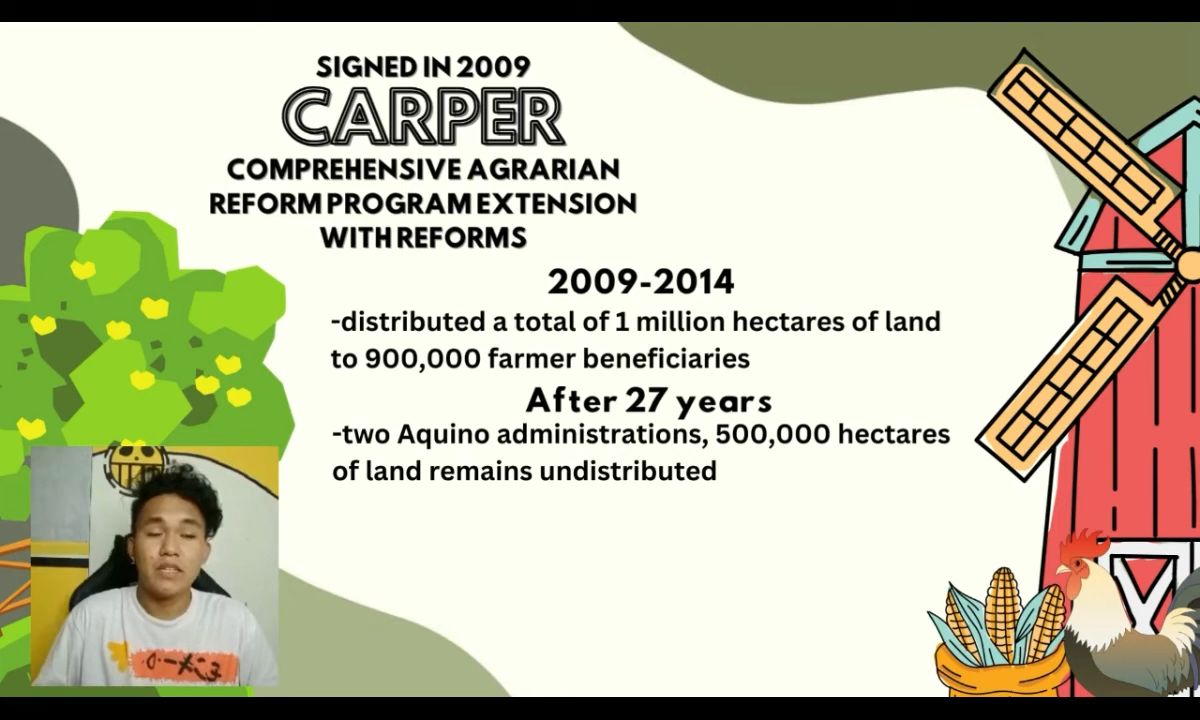 SIGNED IN 2009
CARPER
COMPREHENSIVE AGRARIAN
REFORM PROGRAM EXTENSION
WITH REFORMS
2009-2014
-distributed a total of 1 million hectares of land
to 900,000 farmer beneficiaries
After 27 years
-two Aquino administrations, 500,000 hectares
of land remains undistributed